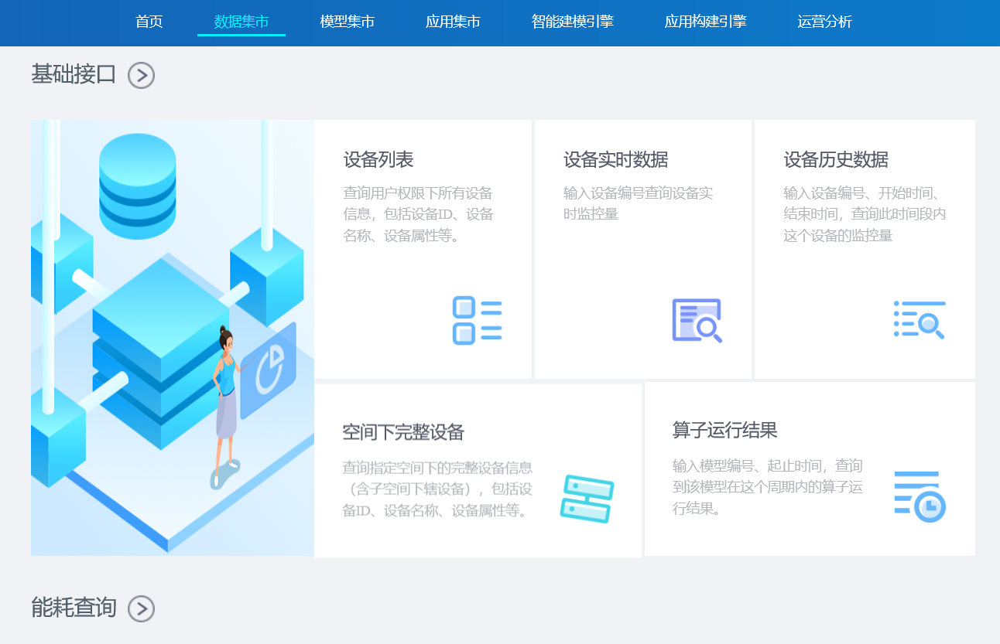 首页 数据集市 模型集市 应用集市 智能建模引擎 应用构建引擎 运营分析
基础接口
设备列表
查询用户权限下所有设备
信息，包括设备ID、设备
名称、设备属性等。
设备实时数据
输入设备编号查询设备实
时监控量
设备历史数据
输入设备编号、开始时间、
结束时间，查询此时间段内
这个设备的监控量
空间下完整设备
查询指定空间下的完整设备信息
（含子空间下辖设备），包括设
备ID、设备名称、设备属性等。
算子运行结果
输入模型编号、起止时间，查询
到该模型在这个周期内的算子运
行结果。
能耗查询